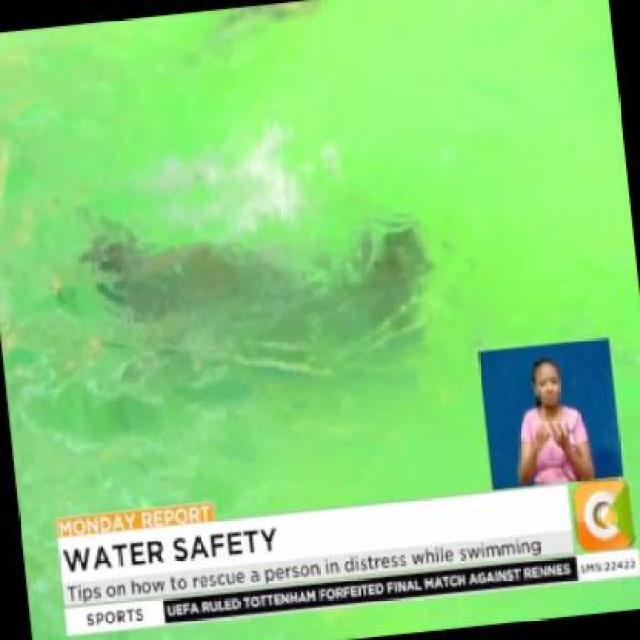 MONDAY REPORT
WATER SAFETY
Tips on how to rescue a person in distress while swimming
SPORTS
UEFA RULED TOTTENHAM FORFEITED FINAL MATCH AGAINST RENNES
SMS:22422